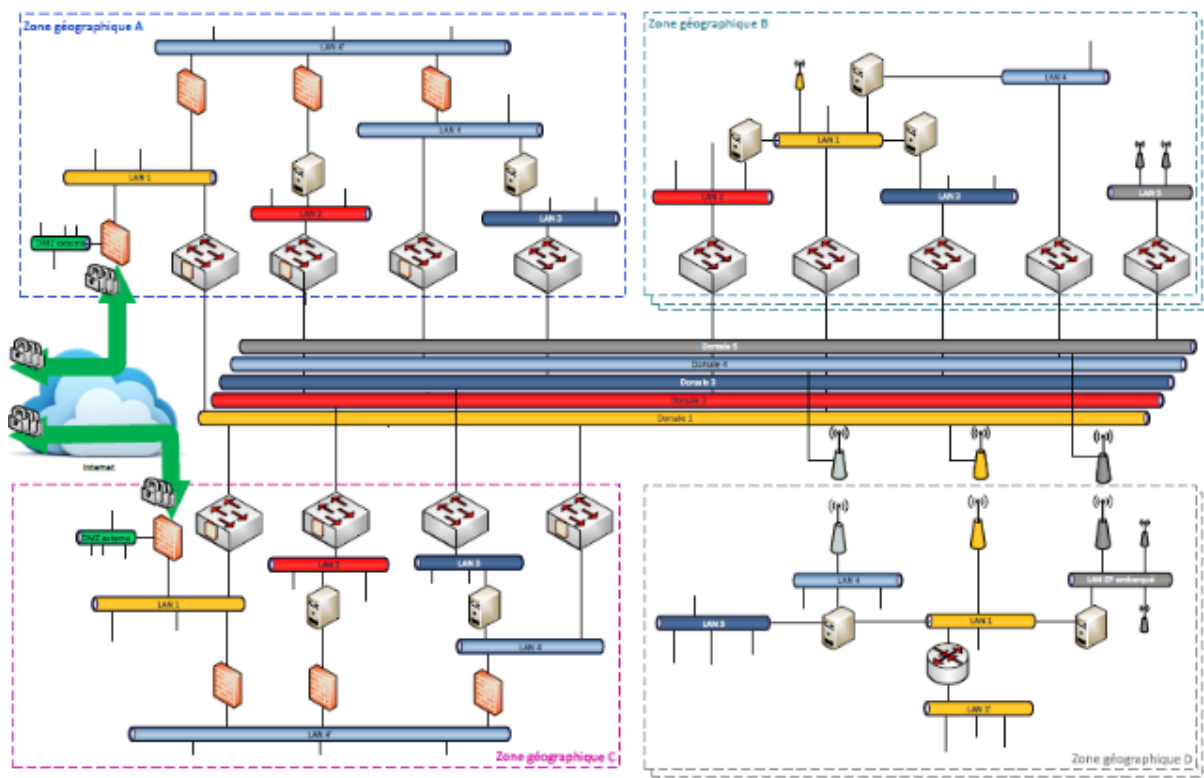 Zone géographique A
LAN 4'
LAN 4
LAN 1
LAN 2
LAN 3
DMZ externe
Zone géographique B
LAN 4
LAN 1
LAN 2
LAN 3
LAN 5
Dorsale 5
Dorsale 4
Dorsale 3
Dorsale 2
Dorsale 1
Internet
DMZ externe
LAN 2
LAN 3
LAN 1
LAN 4
LAN 4'
Zone géographique C
LAN 4
LAN EF embarqué
LAN 3
LAN 1
LAN 1'
Zone géographique D